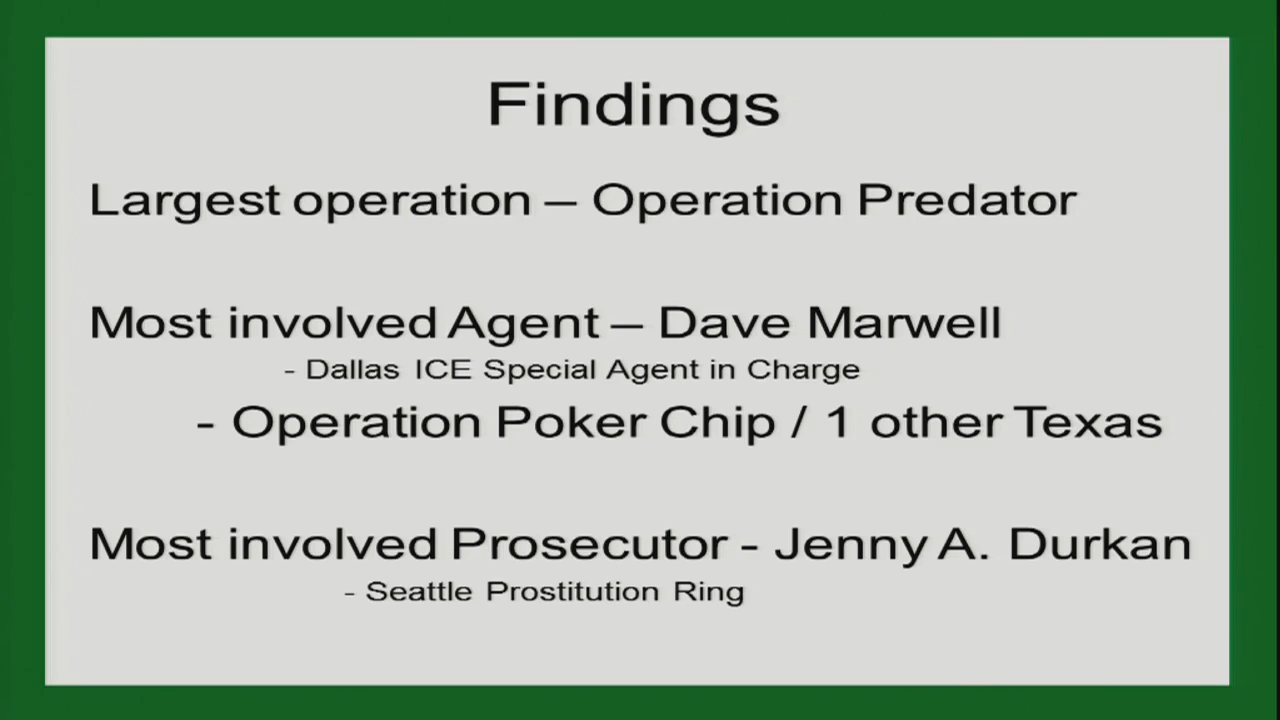 Findings
Largest operation – Operation Predator
Most involved Agent – Dave Marwell
- Dallas ICE Special Agent in Charge
- Operation Poker Chip / 1 other Texas
Most involved Prosecutor - Jenny A. Durkan
- Seattle Prostitution Ring